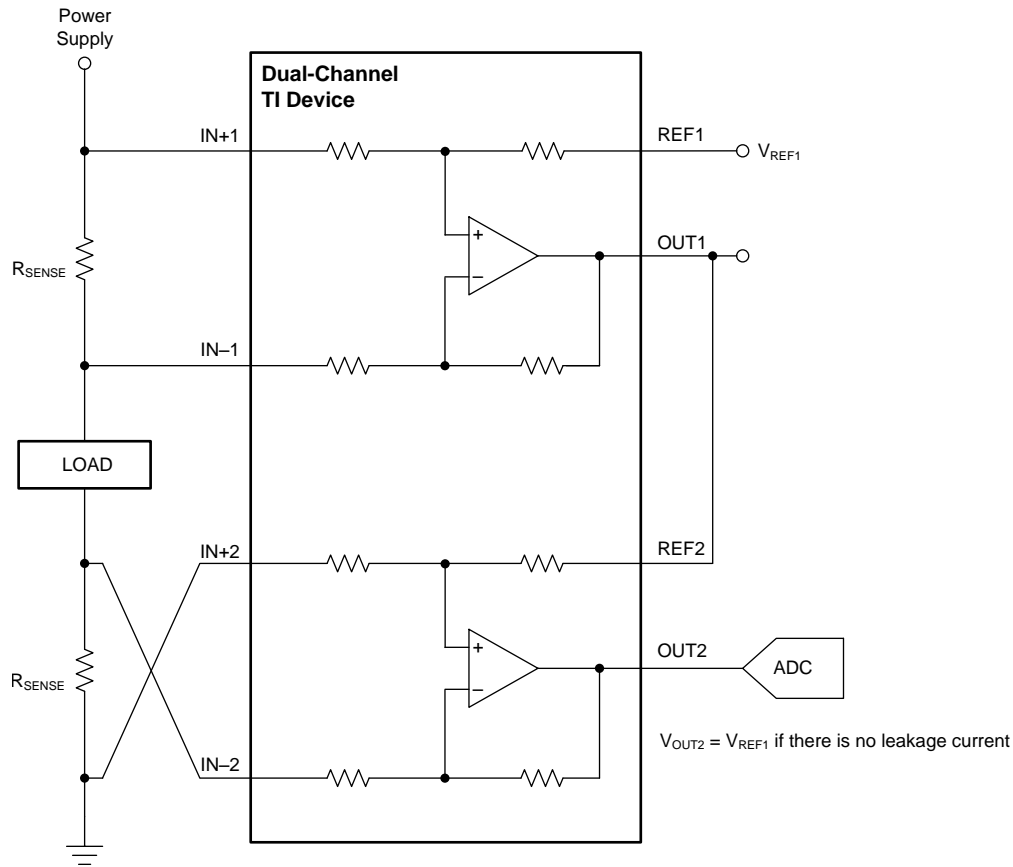 Power
Supply
Dual-Channel
TI Device
IN+1
REF1
VREF1
+
RSENSE
OUT1
–
IN–1
LOAD
IN+2
REF2
+
OUT2
ADC
RSENSE
–
VOUT2 = VREF1 if there is no leakage current
IN–2